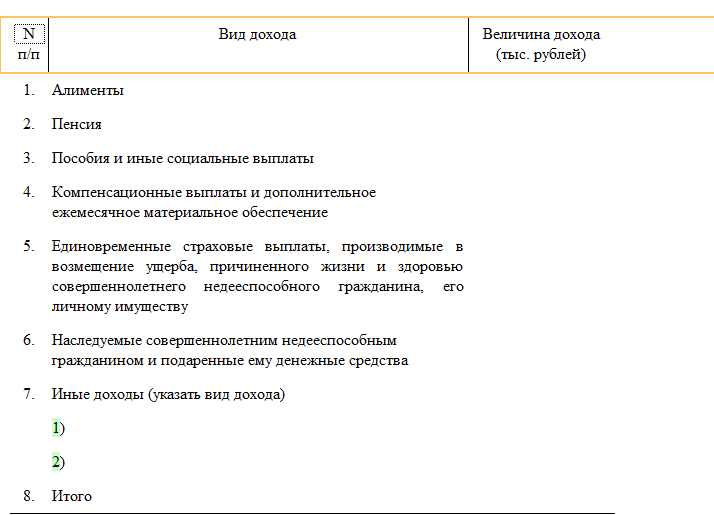 N Вид дохода Величина дохода
п/п (тыс. рублей)
1. Алименты
2. Пенсия
3. Пособия и иные социальные выплаты
4. Компенсационные выплаты и дополнительное
ежемесячное материальное обеспечение
5. Единовременные страховые выплаты, производимые в
возмещение ущерба, причиненного жизни и здоровью
совершеннолетнего недееспособного гражданина, его
личному имуществу
6. Наследуемые совершеннолетним недееспособным
гражданином и подаренные ему денежные средства
7. Иные доходы (указать вид дохода)
1)
2)
8. Итого